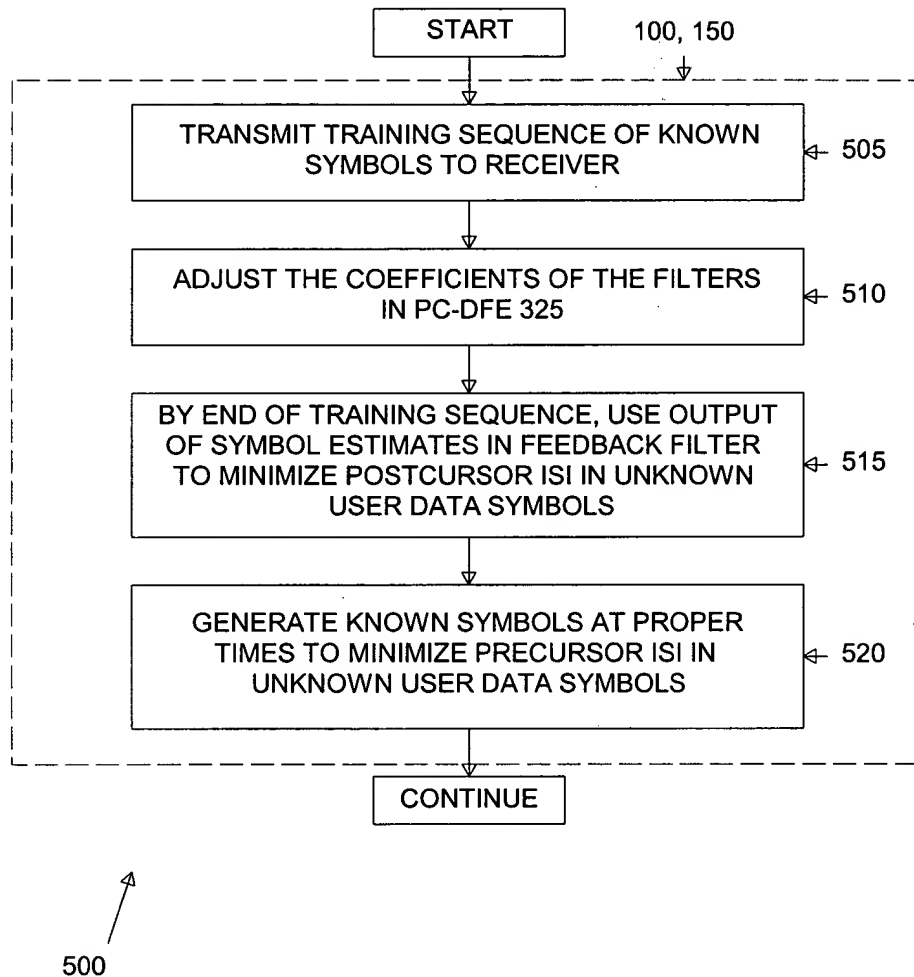 START
100, 150
TRANSMIT TRAINING SEQUENCE OF KNOWN
SYMBOLS TO RECEIVER
505
ADJUST THE COEFFICIENTS OF THE FILTERS
IN PC-DFE 325
510
BY END OF TRAINING SEQUENCE, USE OUTPUT
OF SYMBOL ESTIMATES IN FEEDBACK FILTER
TO MINIMIZE POSTCURSOR ISI IN UNKNOWN
USER DATA SYMBOLS
515
GENERATE KNOWN SYMBOLS AT PROPER
TIMES TO MINIMIZE PRECURSOR ISI IN
UNKNOWN USER DATA SYMBOLS
520
CONTINUE
500